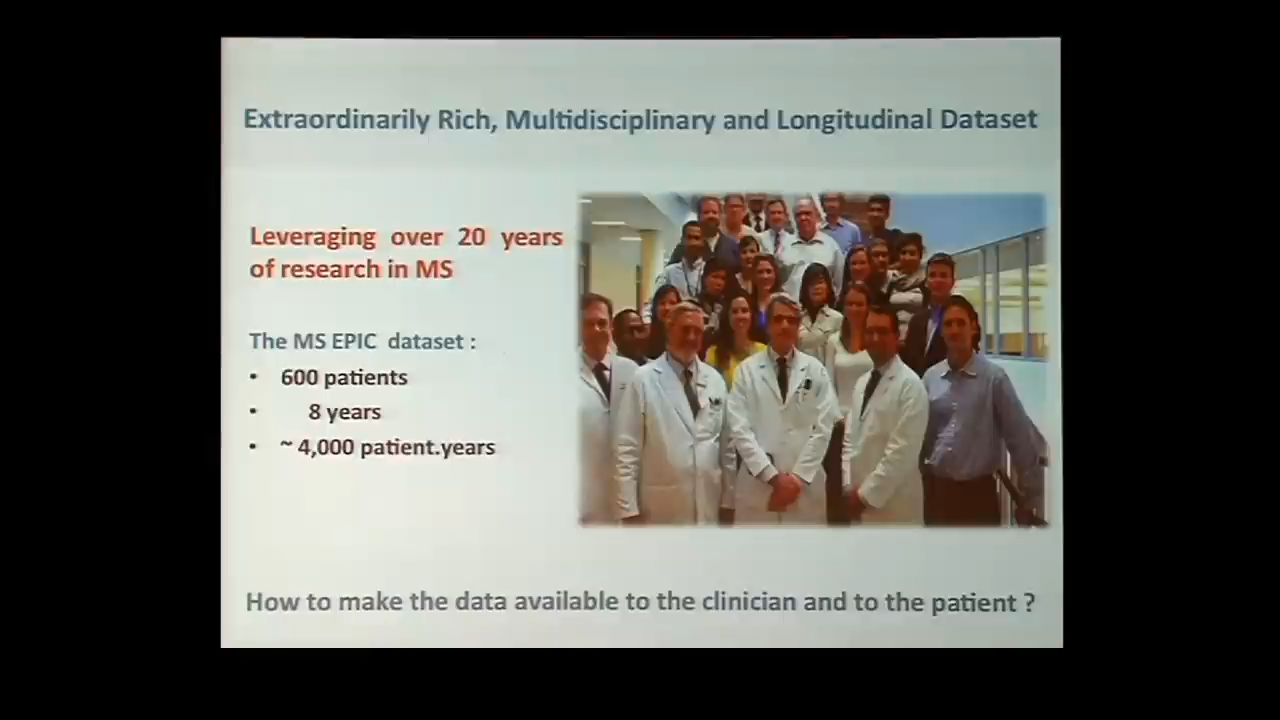 Extraordinarily Rich, Multidisciplinary and Longitudinal Dataset
Leveraging over 20 years
of research in MS
The MS EPIC dataset :
• 600 patients
• 8 years
• ~ 4,000 patient.years
How to make the data available to the clinician and to the patient ?